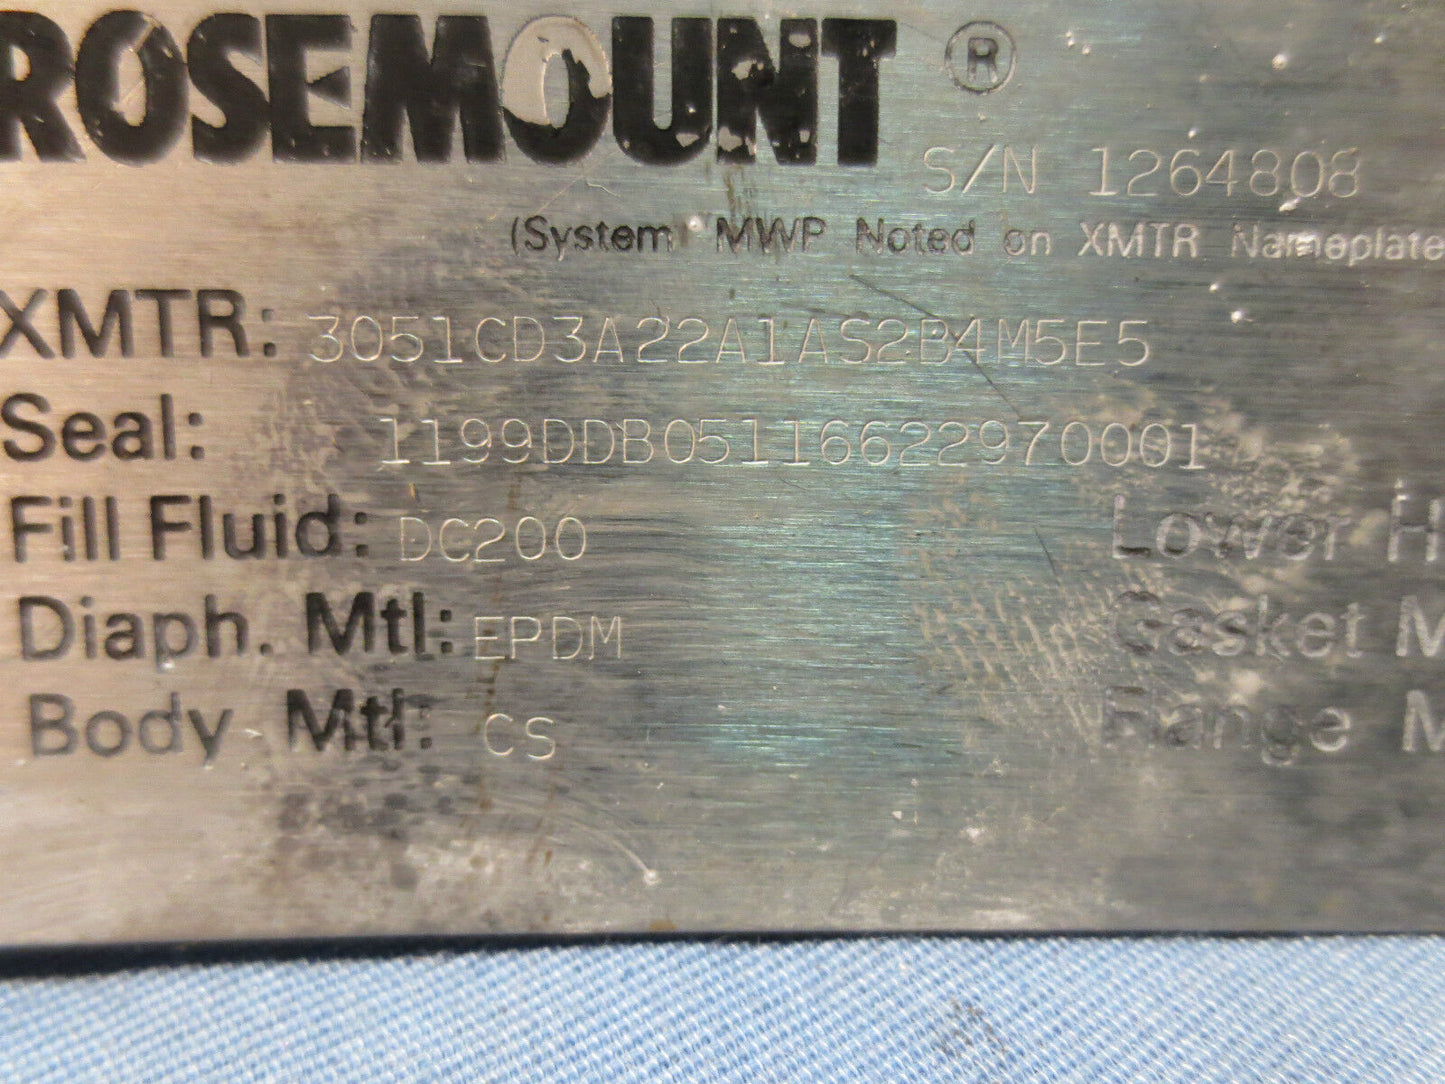 ROSEMOUNT ®
S/N 1264808
(System MWP Noted on XMTR Nameplate
XMTR: 3051CD3A22A1AS2B4M5E5
Seal: 1199DDB05116622970001
Fill Fluid: DC200
Lower H
Diaph. Mtl: EPDM
Gasket M
Body Mtl: CS
Flange M